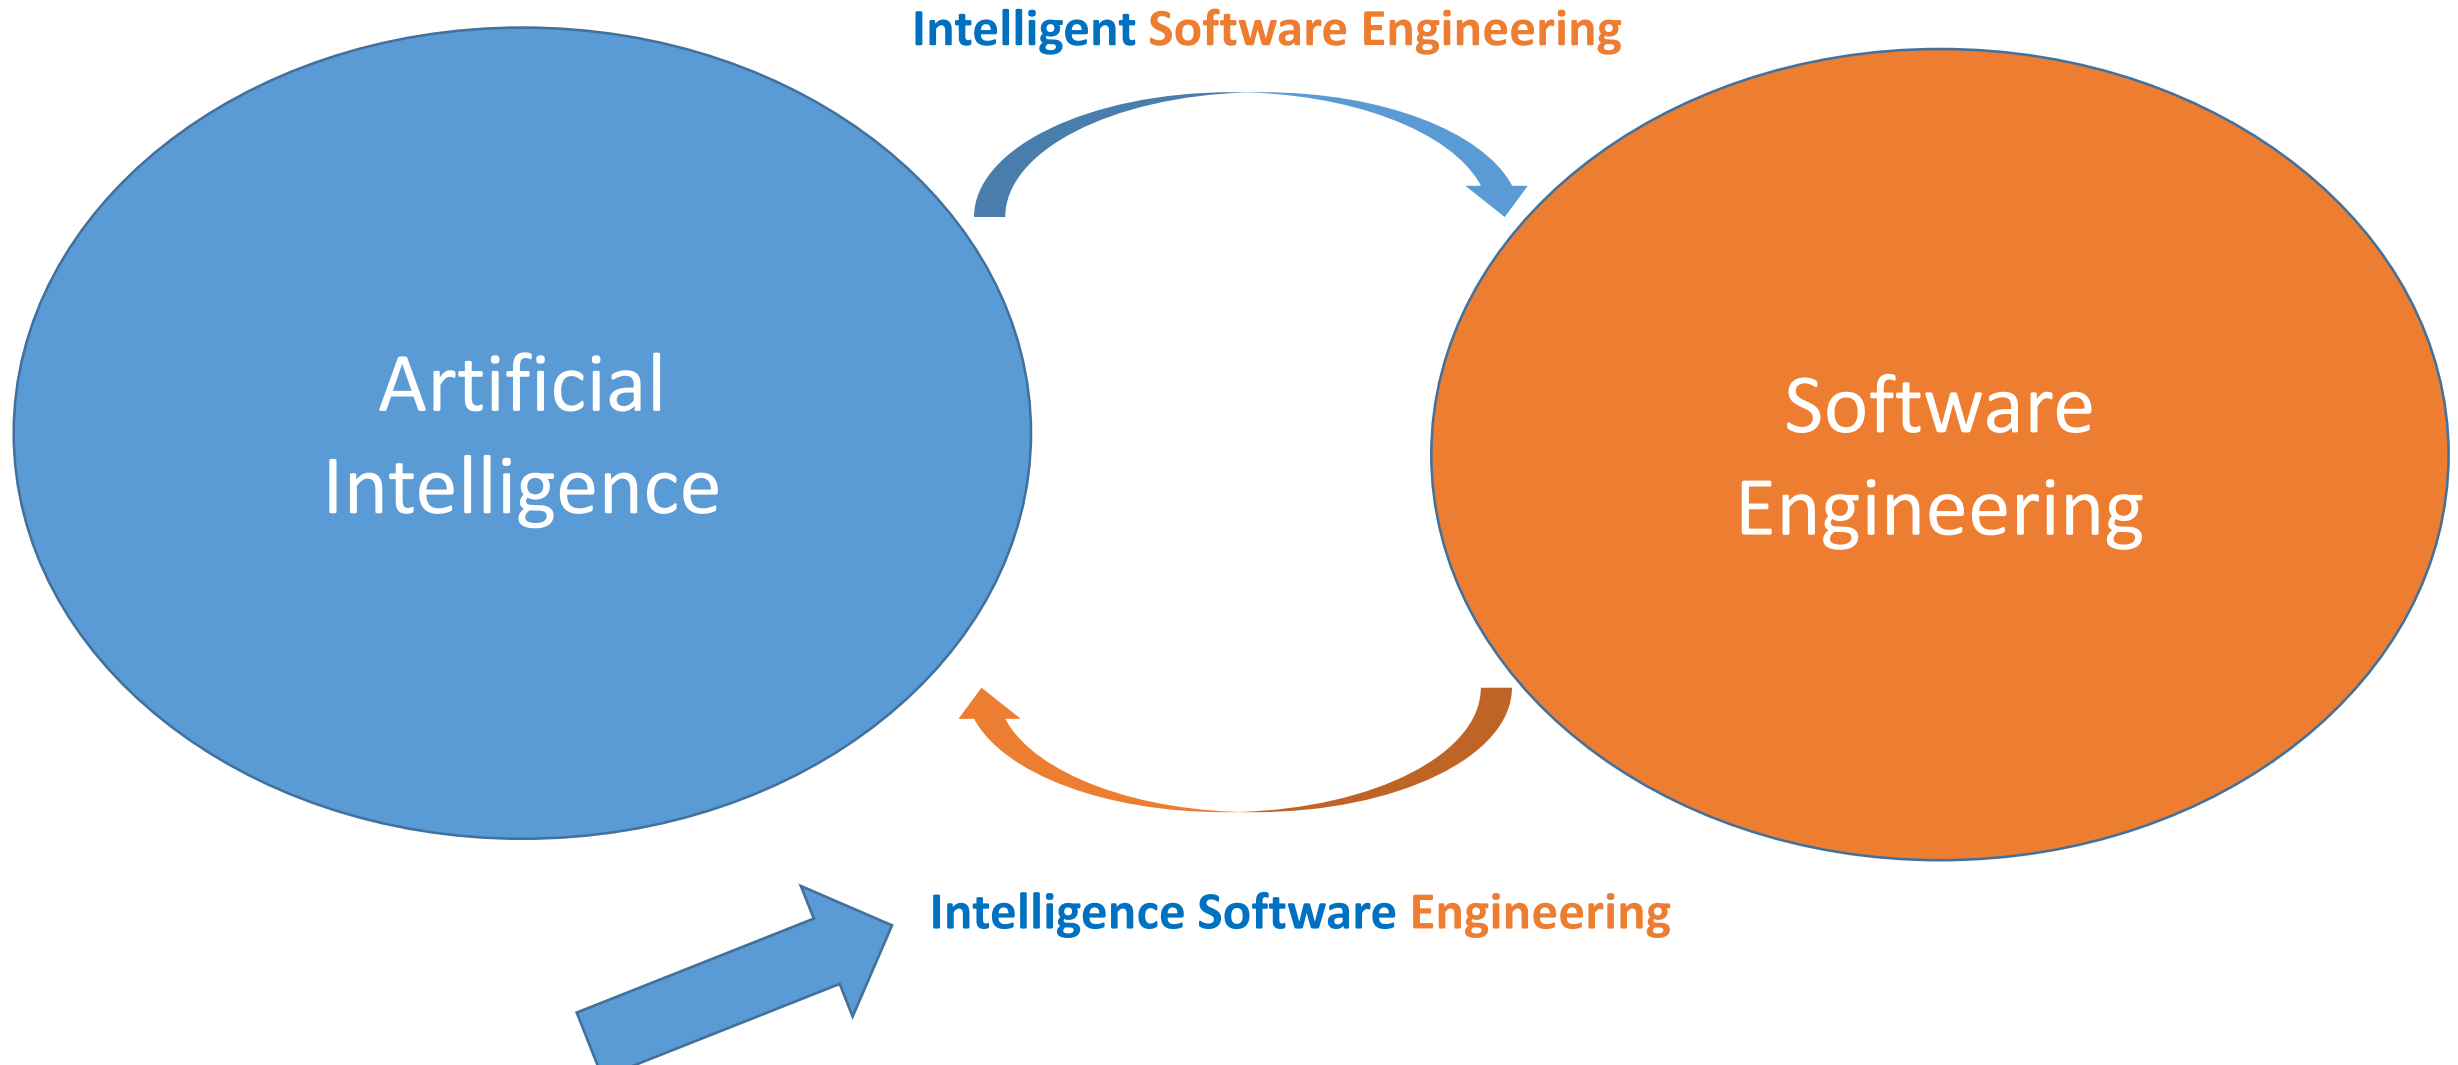 Intelligent Software Engineering
Artificial
Intelligence
Software
Engineering
Intelligence Software Engineering